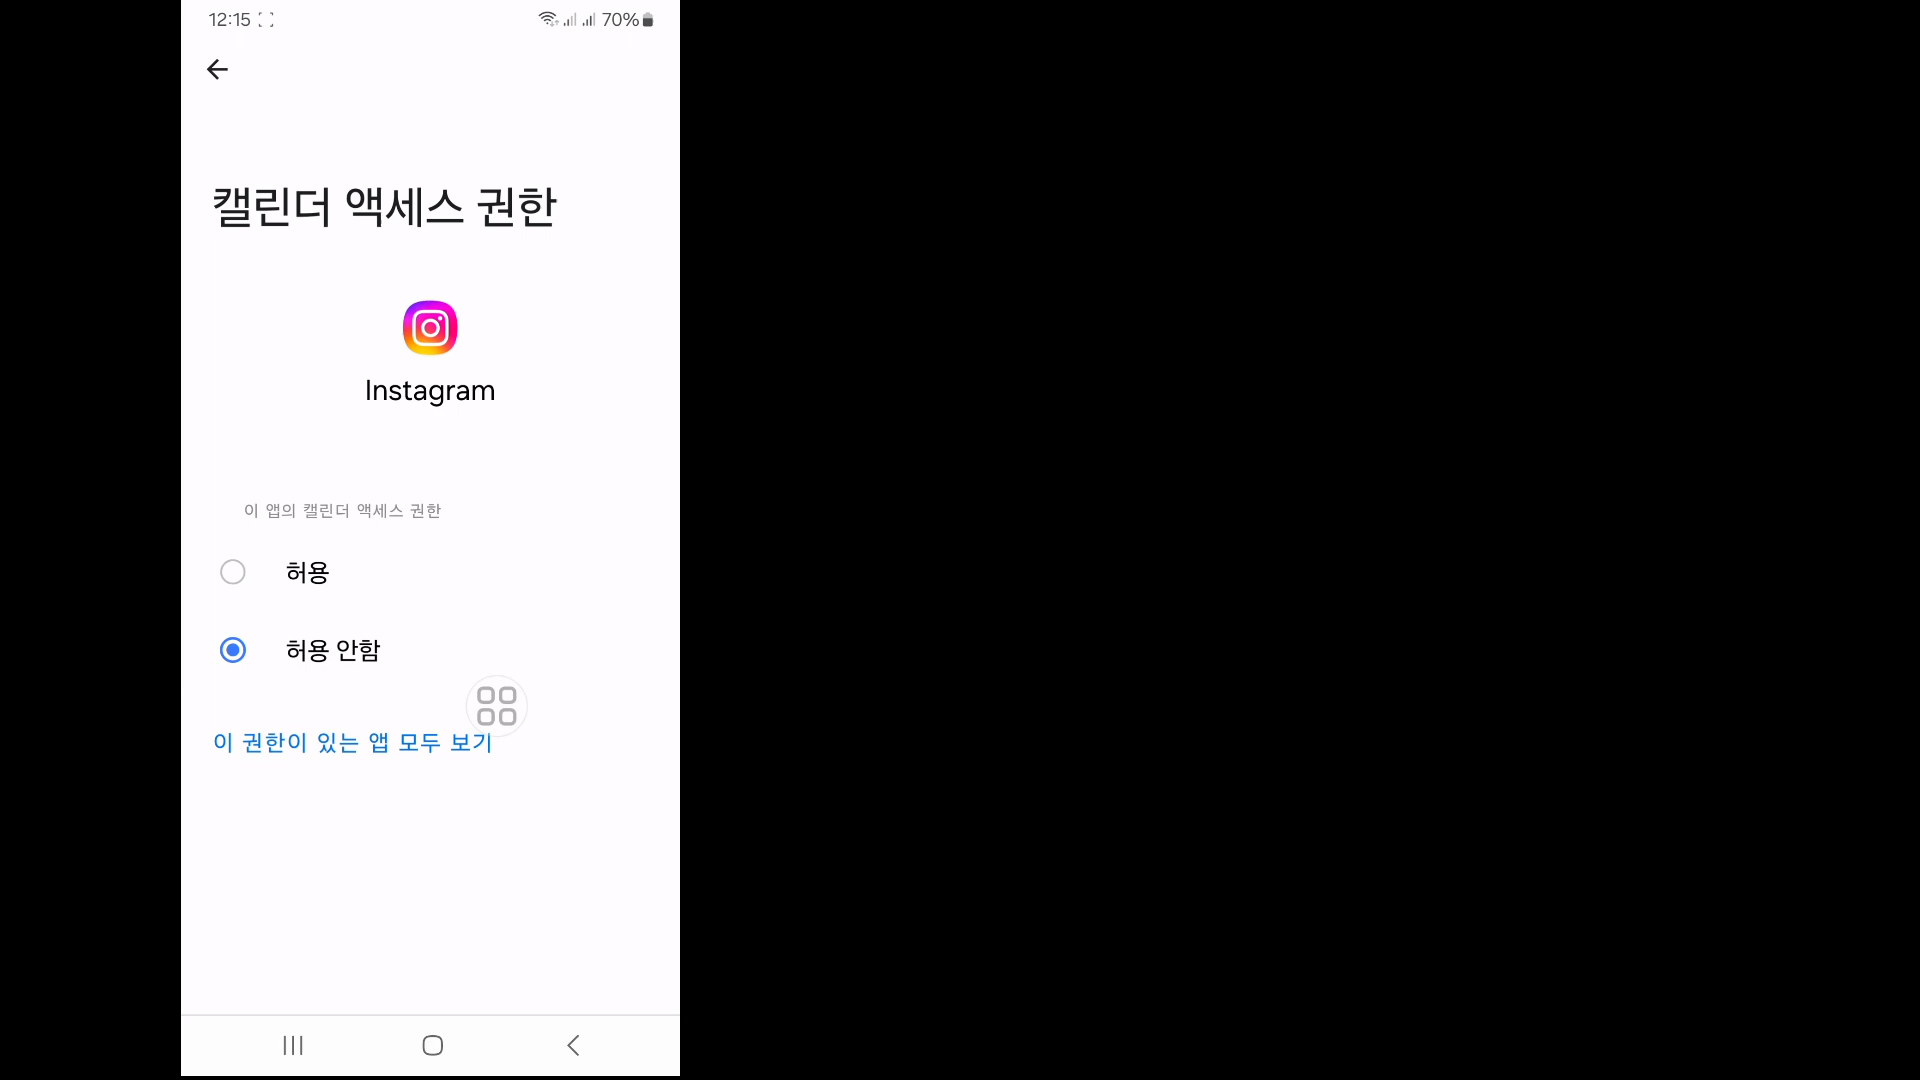 12:15
70%
캘린더 액세스 권한
Instagram
이 앱의 캘린더 액세스 권한
허용
허용 안함
이 권한이 있는 앱 모두 보기